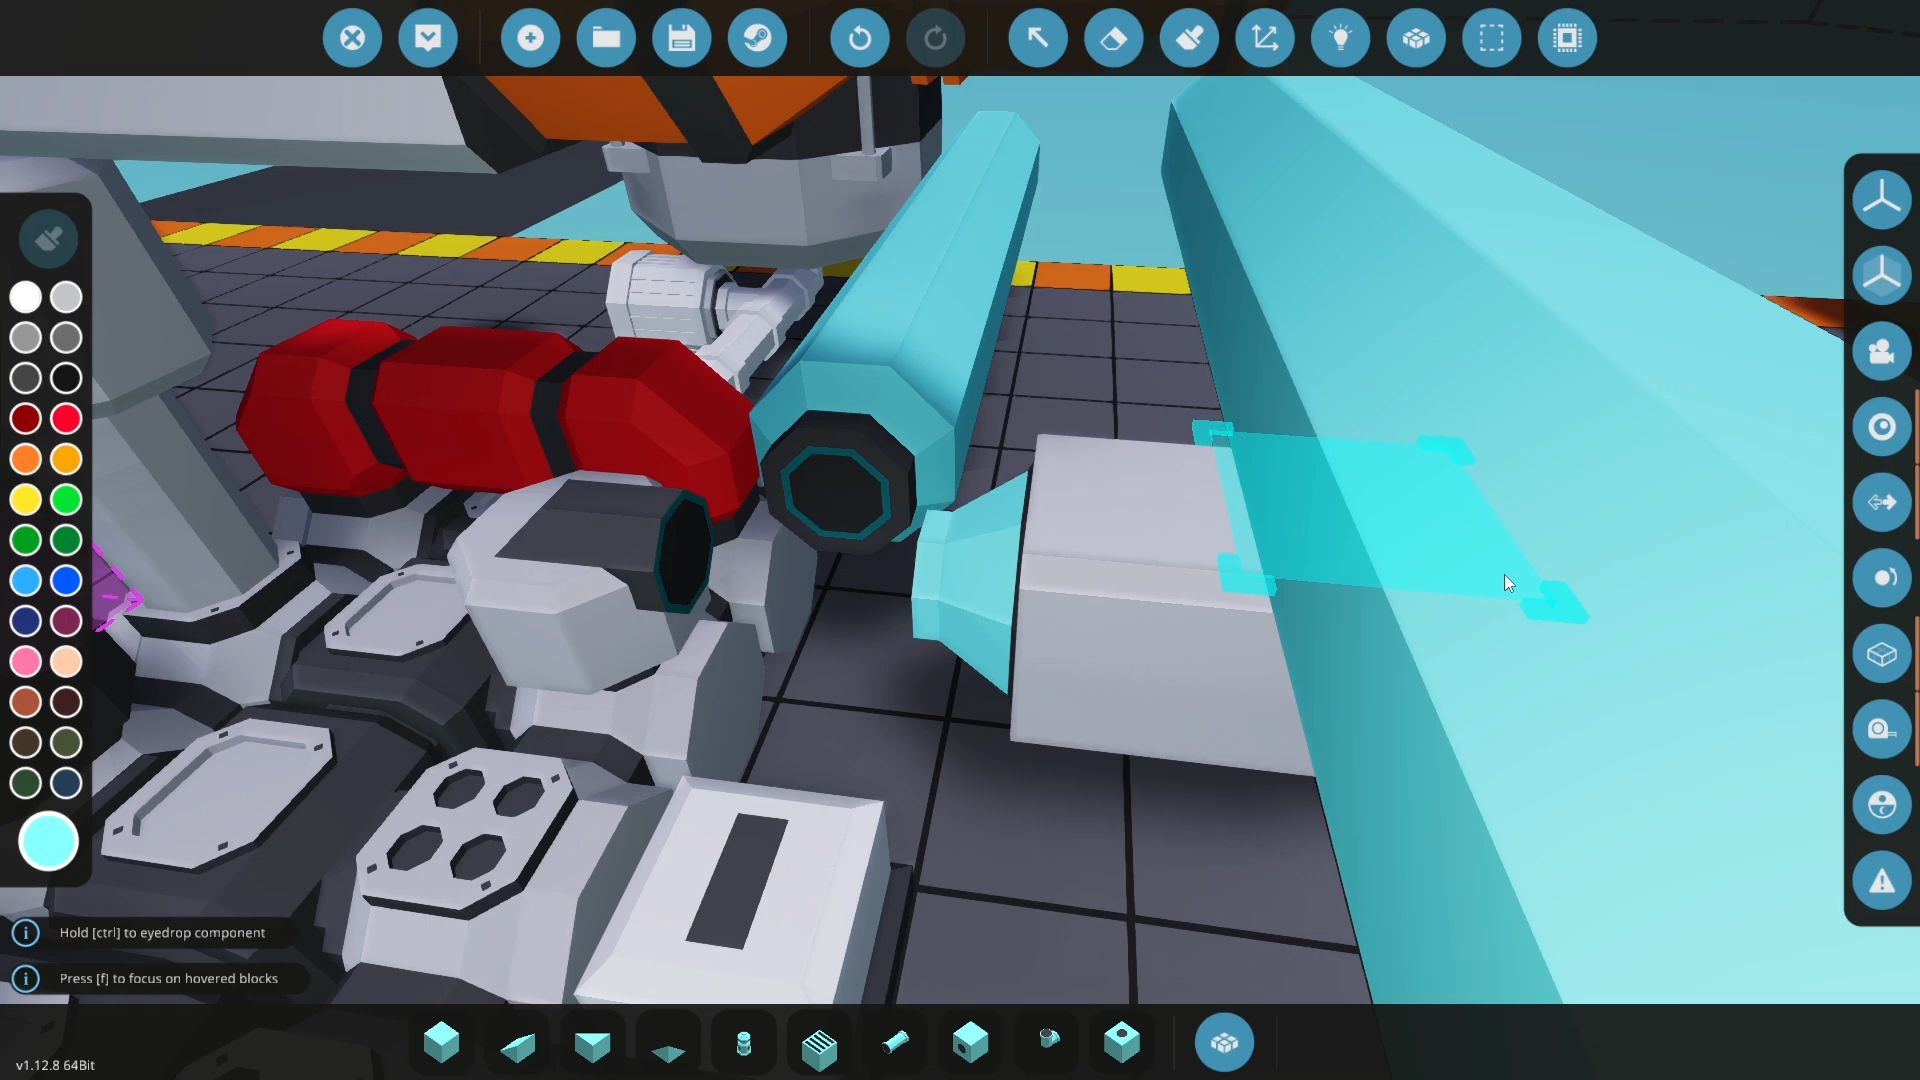 Hold [ctrl] to eyedrop component
Press [f] to focus on hovered blocks
v1.12.8 64Bit